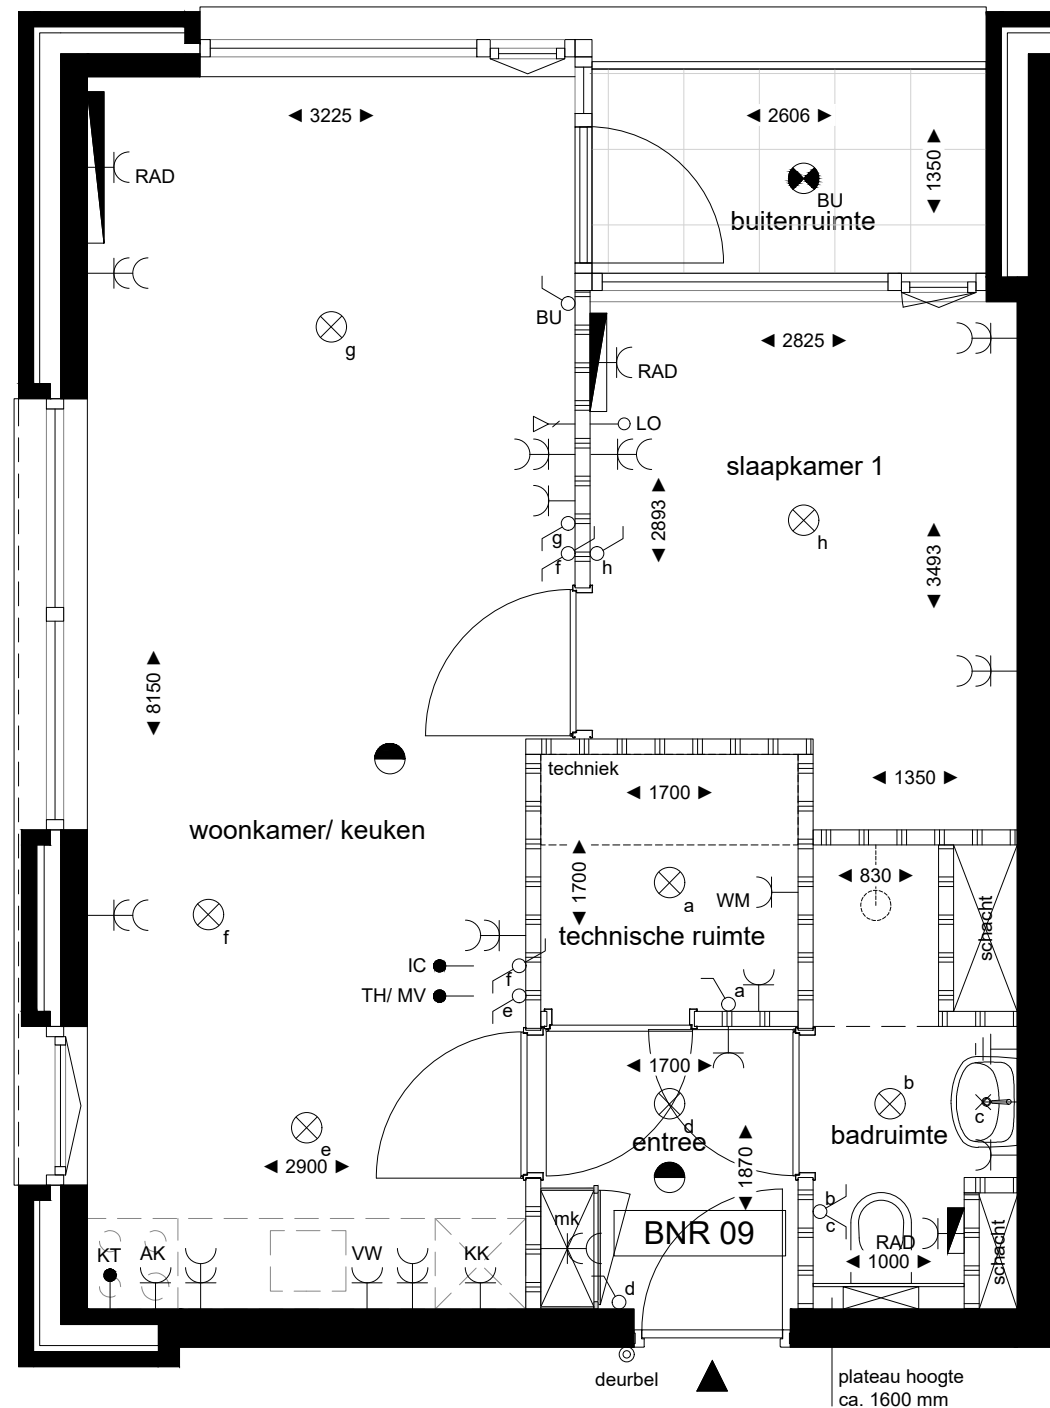 ◄ 3225 ►
◄ 2606 ►
◄ 1350 ►
RAD
BU
buitenruimte
BU
g
◄ 2825 ►
RAD
LO
slaapkamer 1
◄ 2893 ►
g
f
h
h
◄ 3493 ►
◄ 8150 ►
techniek
◄ 1700 ►
◄ 1350 ►
woonkamer/ keuken
◄ 1700 ►
a
WM
◄ 830 ►
schacht
f
technische ruimte
IC
f
TH/ MV
e
a
◄ 1700 ►
d
b
c
e
entree
badruimte
◄ 2900 ►
◄ 1870 ►
b
c
mk
BNR 09
RAD
◄ 1000 ►
schacht
KT
AK
VW
KK
d
deurbel
plateau hoogte
ca. 1600 mm